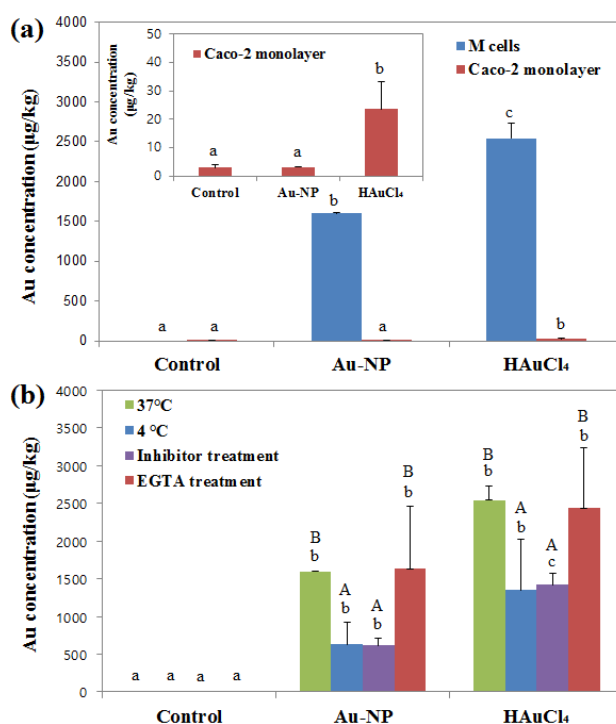 (a)
Au concentration (µg/kg)
4000
3500
3000
2500
2000
1500
1000
500
0
M cells
Caco-2 monolayer
Au concentration
(µg/kg)
50
40
30
20
10
0
Caco-2 monolayer
a
a
b
Control
Au-NP
HAuCl₄
a
a
b
a
c
b
Control
Au-NP
HAuCl₄
(b)
Au concentration (µg/kg)
4000
3500
3000
2500
2000
1500
1000
500
0
37°C
4 °C
Inhibitor treatment
EGTA treatment
a
a
a
a
B
b
A
b
A
b
B
b
B
b
A
b
A
c
B
b
Control
Au-NP
HAuCl₄